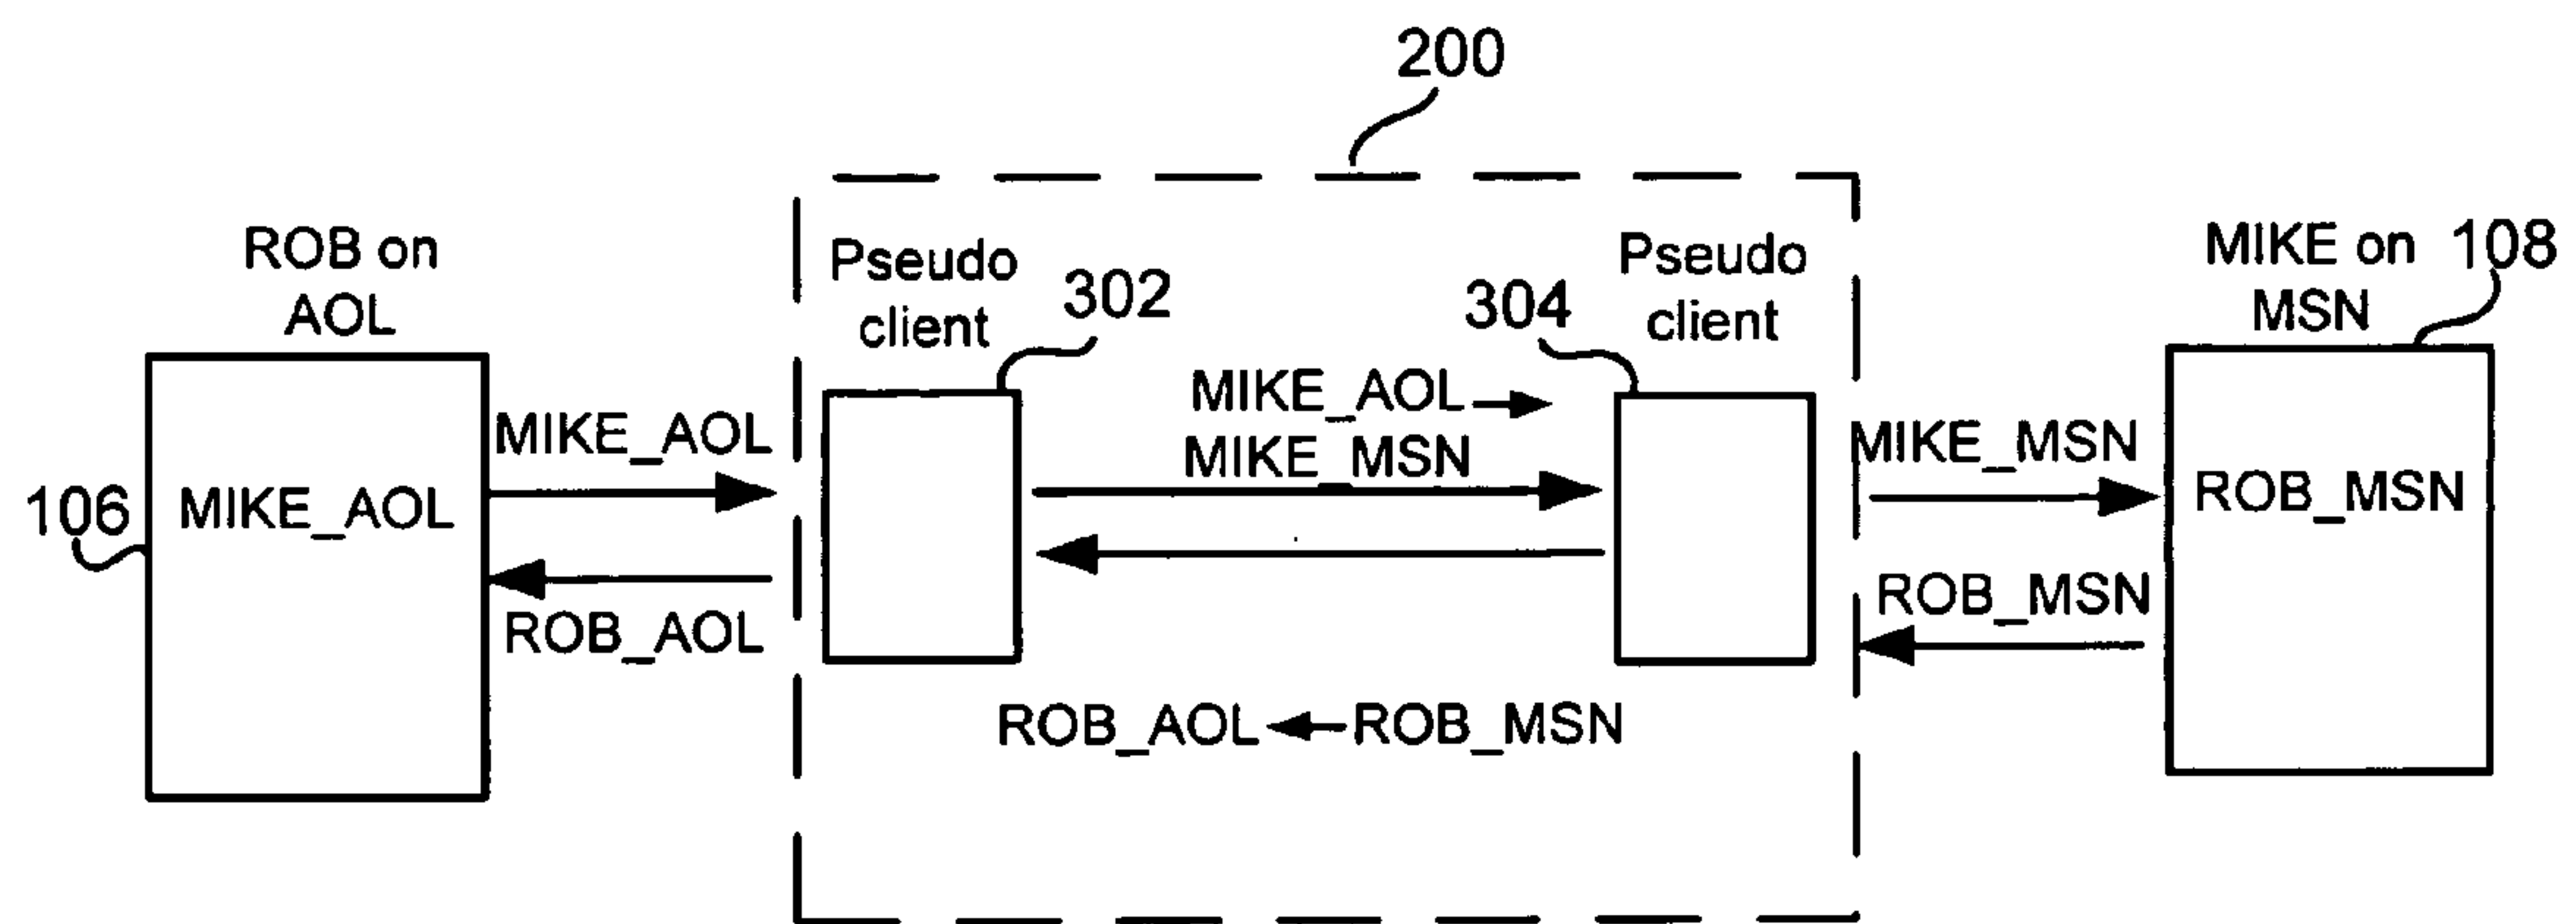 200
ROB on
AOL
Pseudo
client
302
304
Pseudo
client
MIKE on
MSN
108
106
MIKE_AOL
MIKE_AOL
ROB_AOL
MIKE_AOL
MIKE_MSN
MIKE_MSN
ROB_MSN
ROB_MSN
ROB_AOL ROB_MSN